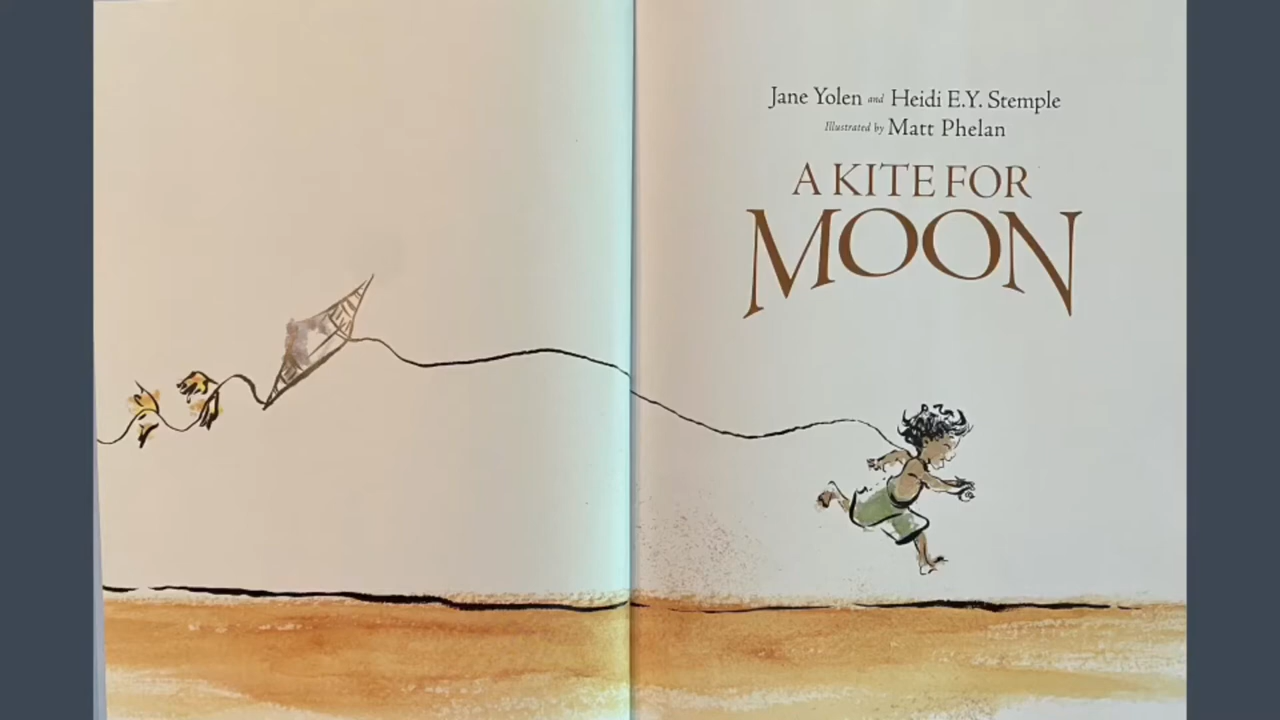 Jane Yolen and Heidi E.Y. Stemple
Illustrated by Matt Phelan
A KITE FOR
MOON